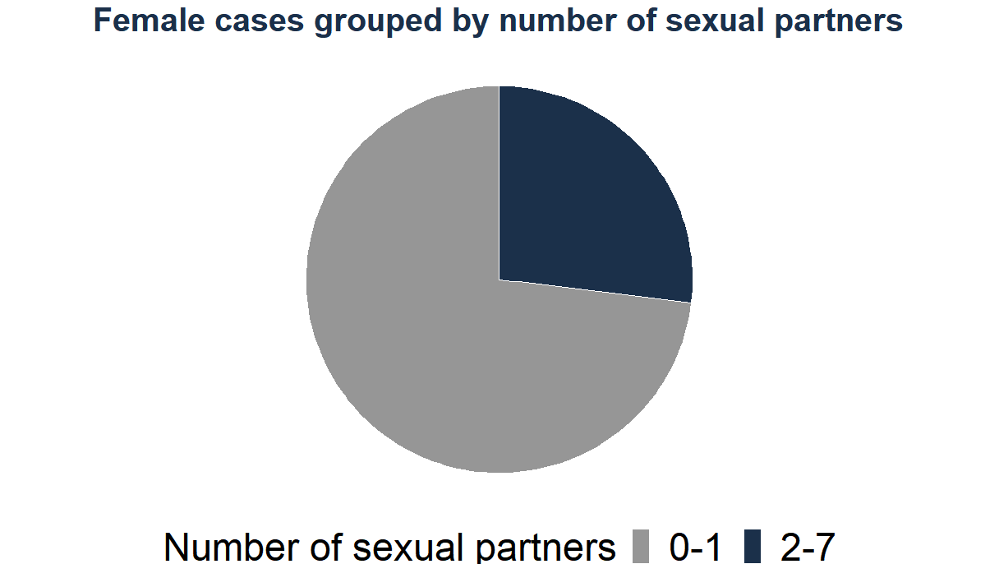 Female cases grouped by number of sexual partners
Number of sexual partners 0-1 2-7